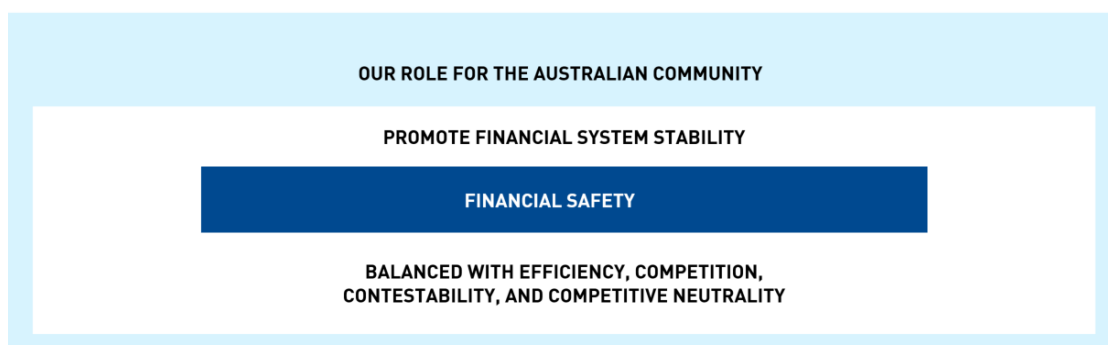 OUR ROLE FOR THE AUSTRALIAN COMMUNITY
PROMOTE FINANCIAL SYSTEM STABILITY
FINANCIAL SAFETY
BALANCED WITH EFFICIENCY, COMPETITION,
CONTESTABILITY, AND COMPETITIVE NEUTRALITY